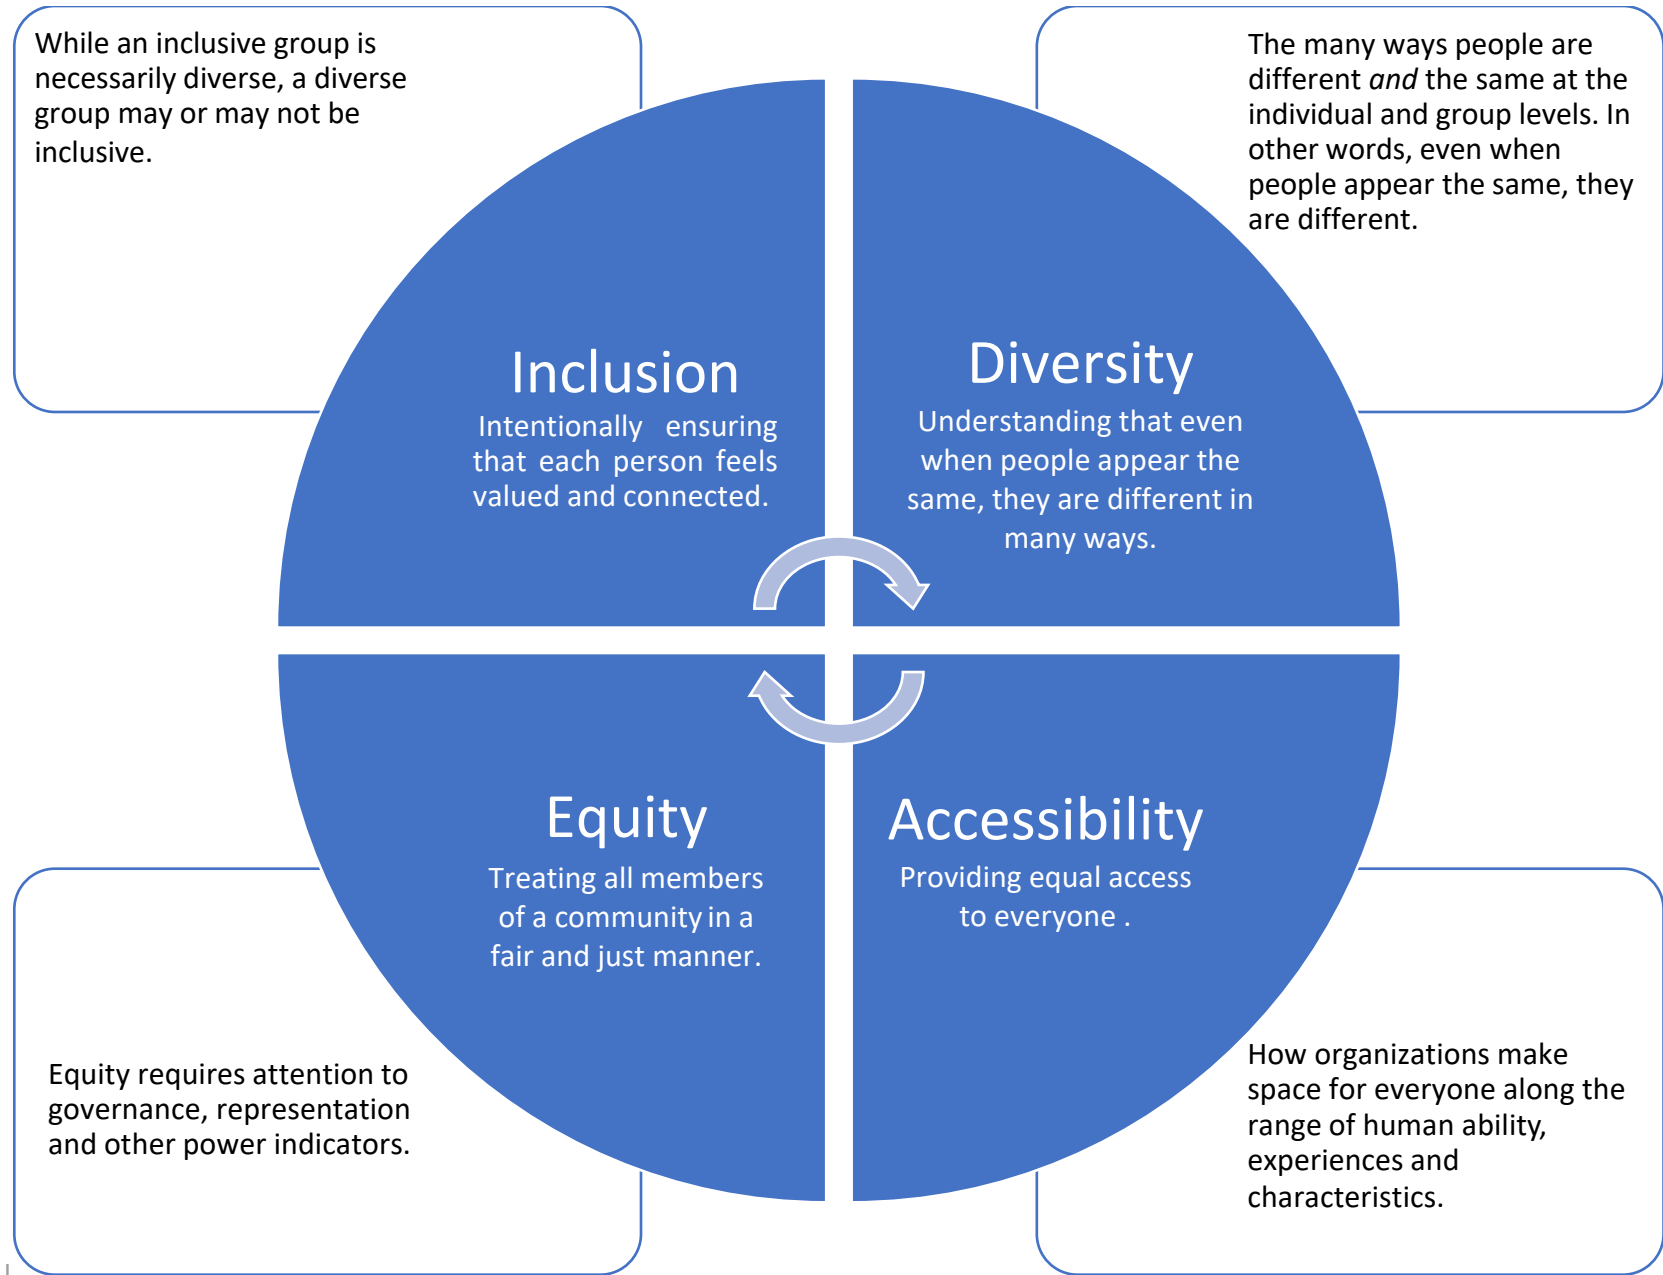 While an inclusive group is
necessarily diverse, a diverse
group may or may not be
inclusive.
The many ways people are
different and the same at the
individual and group levels. In
other words, even when
people appear the same, they
are different.
Inclusion
Intentionally ensuring
that each person feels
valued and connected.
Diversity
Understanding that even
when people appear the
same, they are different in
many ways.
Equity
Treating all members
of a community in a
fair and just manner.
Accessibility
Providing equal access
to everyone .
Equity requires attention to
governance, representation
and other power indicators.
How organizations make
space for everyone along the
range of human ability,
experiences and
characteristics.